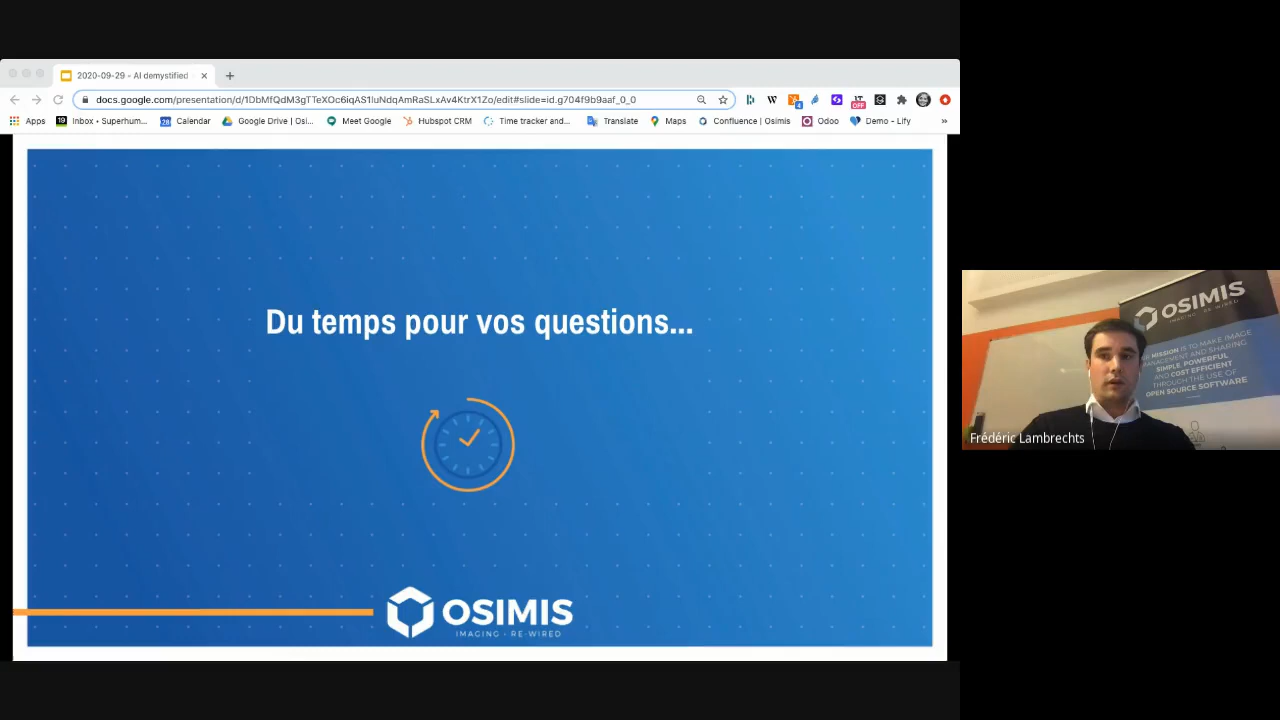 2020-09-29 - AI demystified
docs.google.com/presentation/d/1DbMfQdM3gTTeXOc6iqAS1luNdqAmRaSLxAv4KtrX1Zo/edit#slide=id.g704f9b9aaf_0_0
Apps
Inbox • Superhum...
Calendar
Google Drive | Osi...
Meet Google
Hubspot CRM
Time tracker and...
Translate
Maps
Confluence | Osimis
Odoo
Demo - Lify
»
Du temps pour vos questions...
OSIMIS
IMAGING • RE-WIRED
OSIMIS
IMAGING • RE-WIRED
MISSION IS TO MAKE IMAGE
MANAGEMENT AND SHARING
SIMPLE, POWERFUL
AND COST EFFICIENT
THROUGH THE USE OF
OPEN SOURCE SOFTWARE
Frédéric Lambrechts